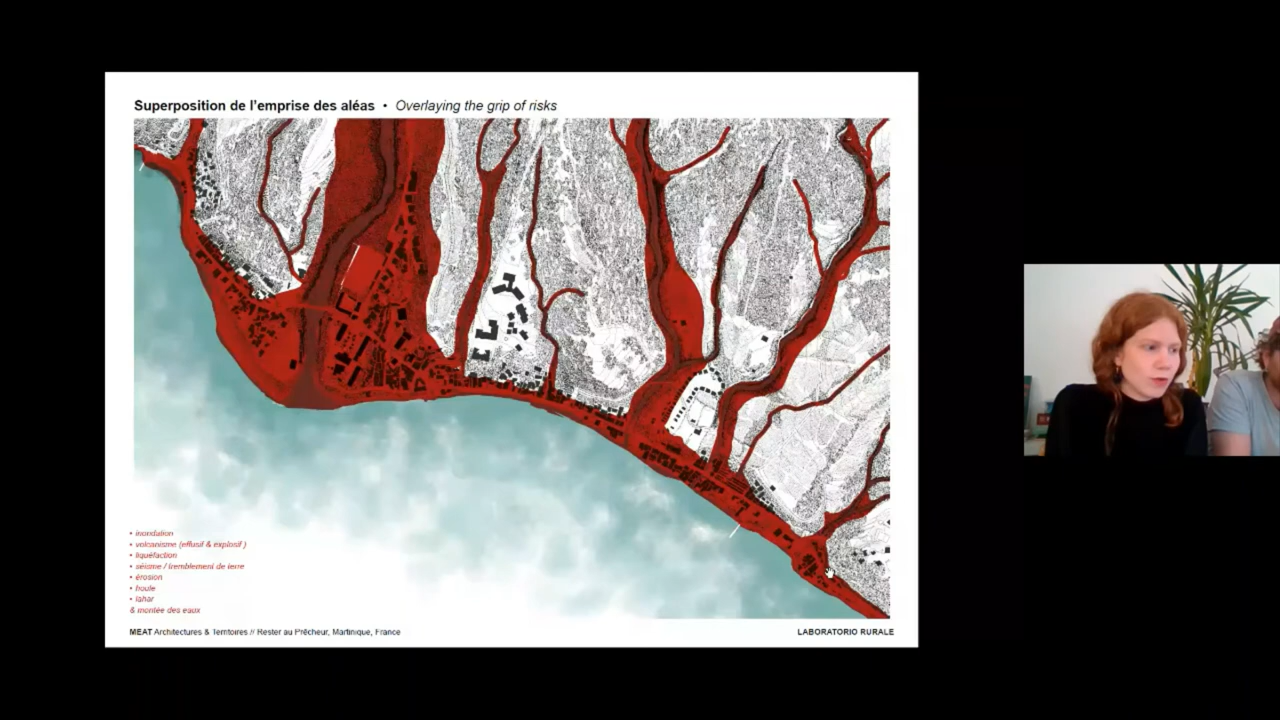 Superposition de l'emprise des aléas • Overlaying the grip of risks
• inondation
• volcanisme (effusif & explosif )
• liquéfaction
• séisme / tremblement de terre
• érosion
• houle
• lahar
& montée des eaux
MEAT Architectures & Territoires // Rester au Prêcheur, Martinique, France
LABORATORIO RURALE